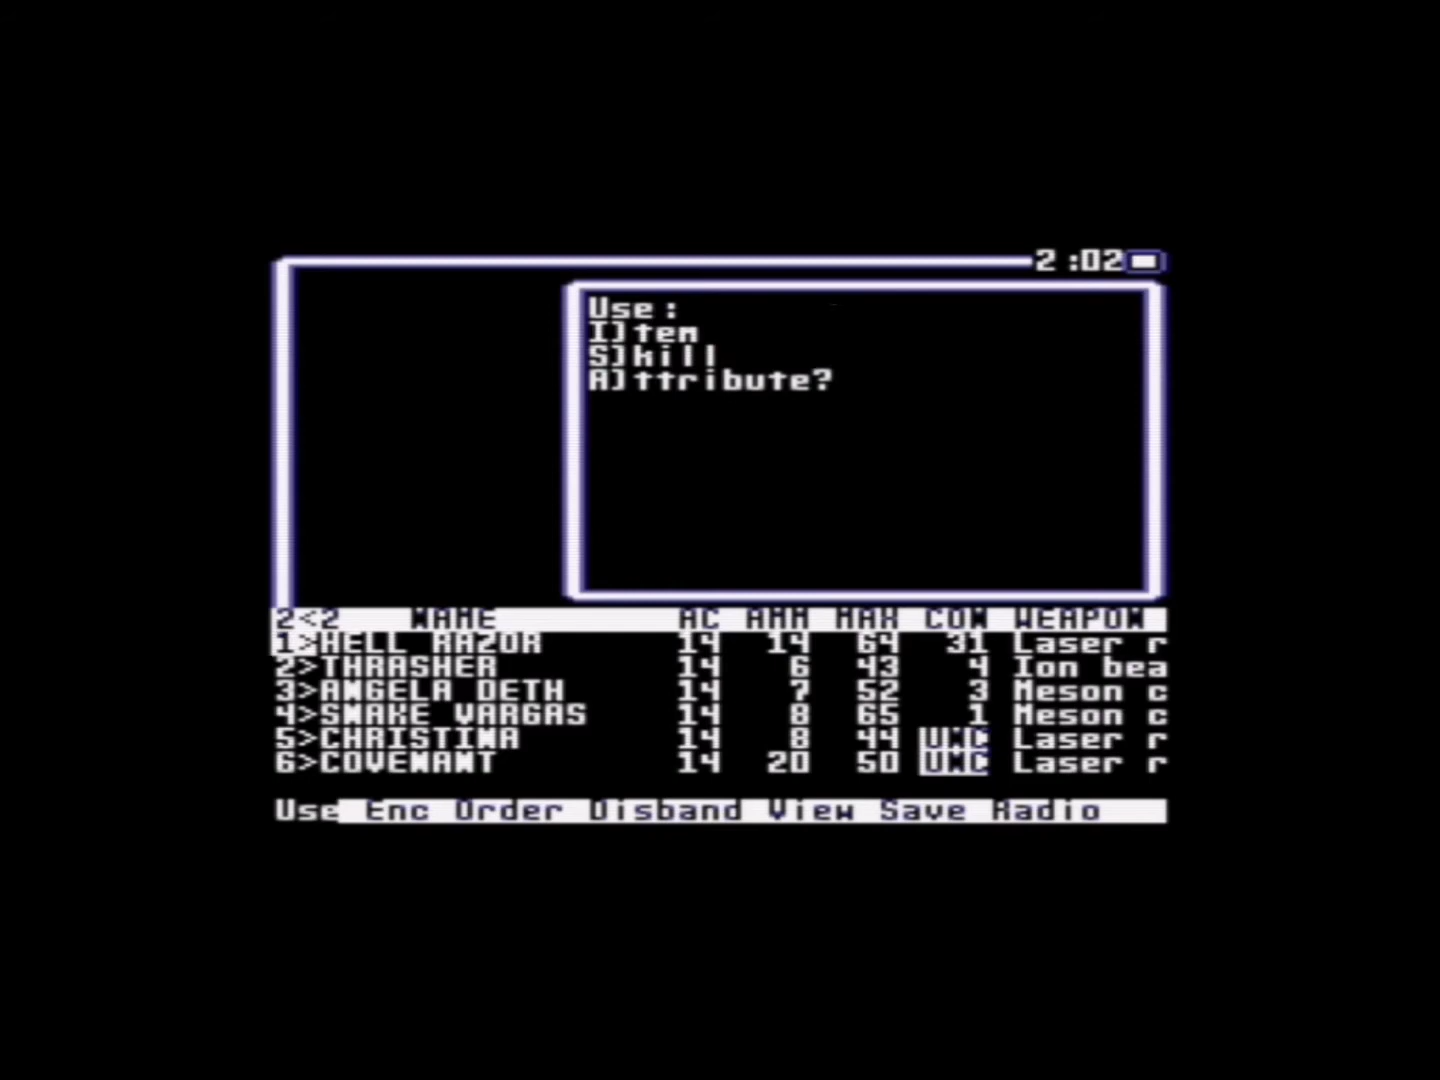 2:02
Use:
I)tem
S)kill
A)ttribute?
2<2 NAME AC AMM MAX CON WEAPON
1>HELL RAZOR 14 14 64 31 Laser r
2>THRASHER 14 6 43 4 Ion bea
3>ANGELA DETH 14 7 52 3 Meson c
4>SNAKE VARGAS 14 8 65 1 Meson c
5>CHRISTINA 14 8 44 UNC Laser r
6>COVENANT 14 20 50 UNC Laser r
Use Enc Order Disband View Save Radio